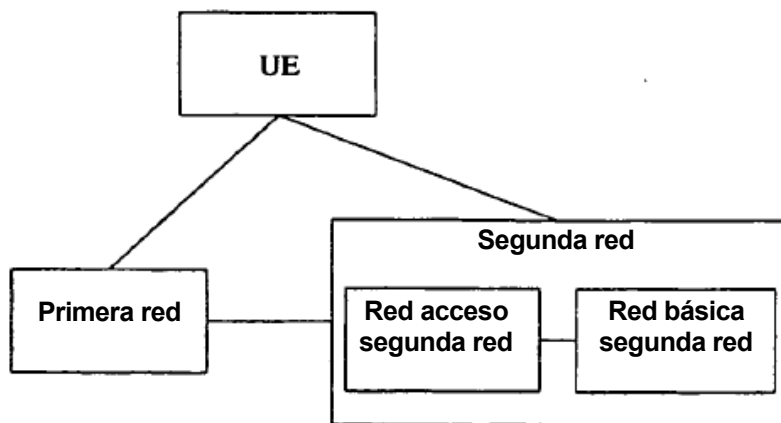 UE
Segunda red
Primera red
Red acceso
segunda red
Red básica
segunda red